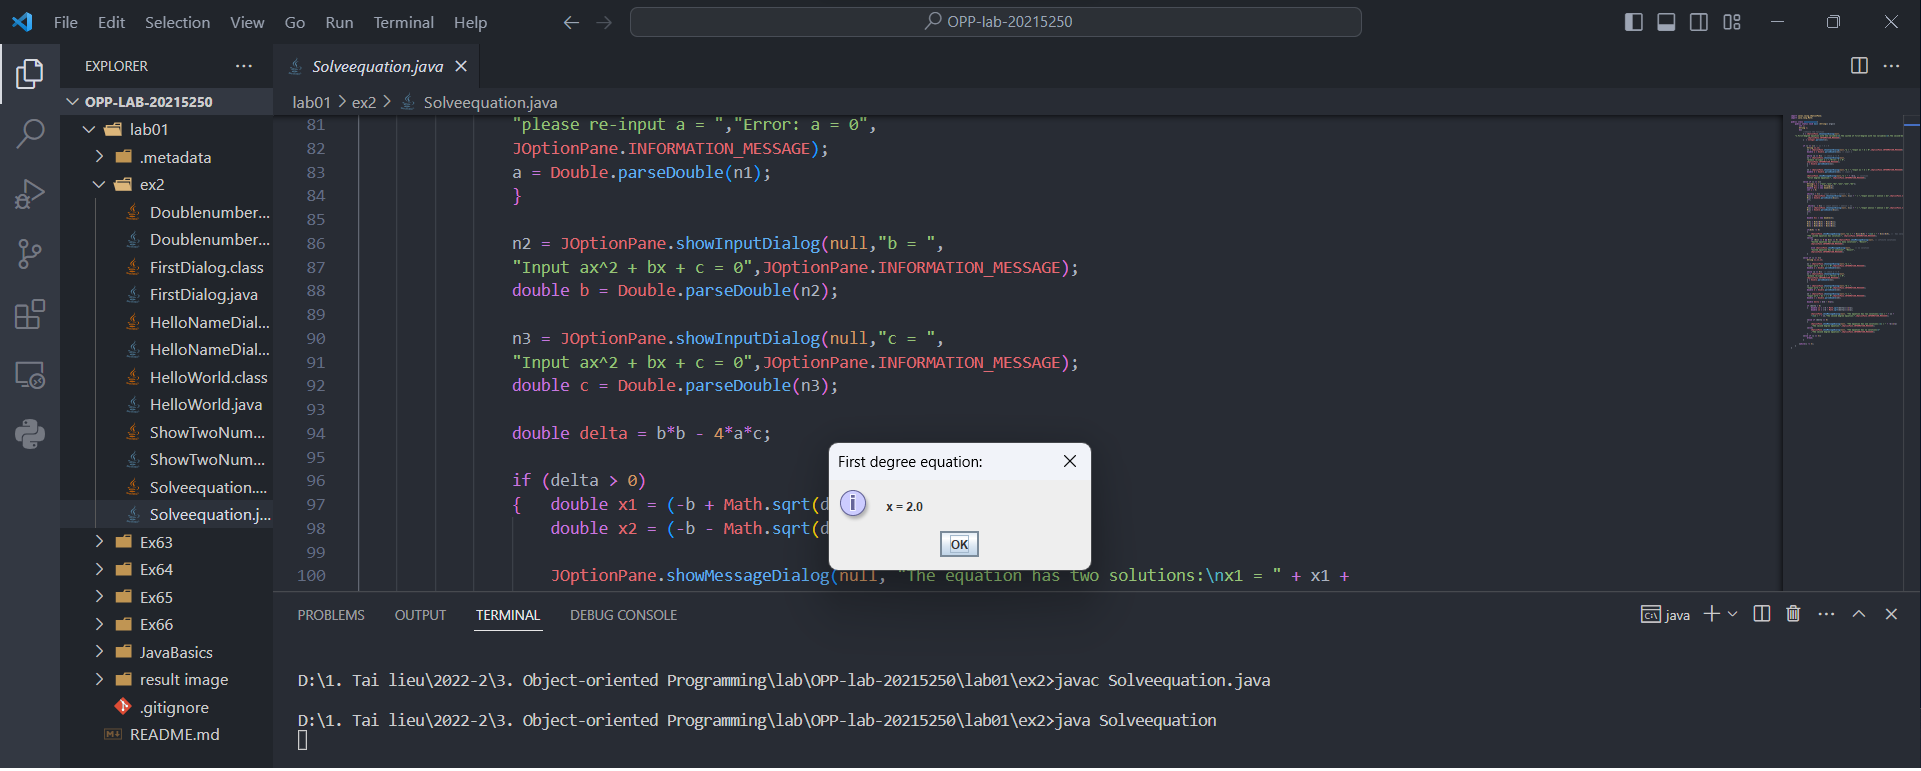 File Edit Selection View Go Run Terminal Help
OPP-lab-20215250
EXPLORER
OPP-LAB-20215250
lab01
.metadata
ex2
Doublenumber...
Doublenumber...
FirstDialog.class
FirstDialog.java
HelloNameDial...
HelloNameDial...
HelloWorld.class
HelloWorld.java
ShowTwoNum...
ShowTwoNum...
Solveequation....
Solveequation.j...
Ex63
Ex64
Ex65
Ex66
JavaBasics
result image
.gitignore
README.md
Solveequation.java
lab01 > ex2 > Solveequation.java
81 "please re-input a = ","Error: a = 0",
82 JOptionPane.INFORMATION_MESSAGE);
83 a = Double.parseDouble(n1);
84 }
85
86 n2 = JOptionPane.showInputDialog(null,"b = ",
87 "Input ax^2 + bx + c = 0",JOptionPane.INFORMATION_MESSAGE);
88 double b = Double.parseDouble(n2);
89
90 n3 = JOptionPane.showInputDialog(null,"c = ",
91 "Input ax^2 + bx + c = 0",JOptionPane.INFORMATION_MESSAGE);
92 double c = Double.parseDouble(n3);
93
94 double delta = b*b - 4*a*c;
95
96 if (delta > 0)
97 { double x1 = (-b + Math.sqrt(d
98 double x2 = (-b - Math.sqrt(d
99
100 JOptionPane.showMessageDialog(null, "The equation has two solutions:\nx1 = " + x1 +
First degree equation:
x = 2.0
OK
PROBLEMS OUTPUT TERMINAL DEBUG CONSOLE
java
D:\1. Tai lieu\2022-2\3. Object-oriented Programming\lab\OPP-lab-20215250\lab01\ex2>javac Solveequation.java
D:\1. Tai lieu\2022-2\3. Object-oriented Programming\lab\OPP-lab-20215250\lab01\ex2>java Solveequation